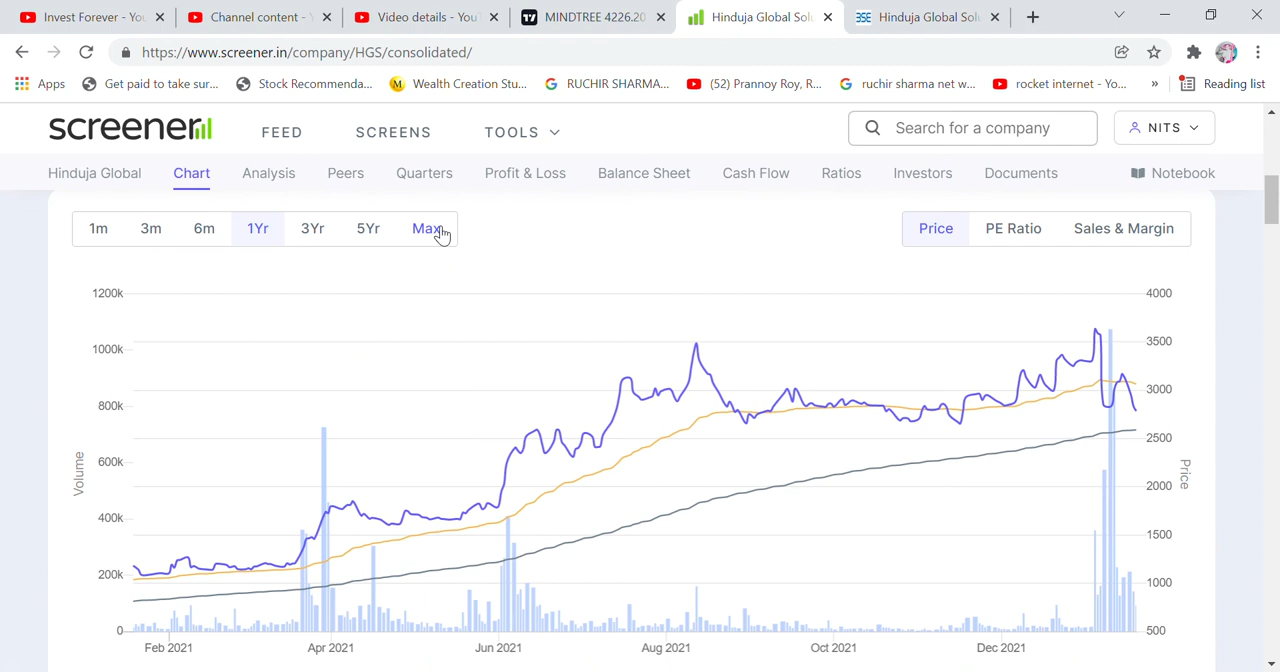 Invest Forever - You
Channel content - Y
Video details - YouT
MINDTREE 4226.20
Hinduja Global Solu
Hinduja Global Solu
https://www.screener.in/company/HGS/consolidated/
Apps
Get paid to take sur...
Stock Recommenda...
Wealth Creation Stu...
RUCHIR SHARMA...
(52) Prannoy Roy, R...
ruchir sharma net w...
rocket internet - Yo...
»
Reading list
screener
FEED
SCREENS
TOOLS
Search for a company
NITS
Hinduja Global
Chart
Analysis
Peers
Quarters
Profit & Loss
Balance Sheet
Cash Flow
Ratios
Investors
Documents
Notebook
1m
3m
6m
1Yr
3Yr
5Yr
Max
Price
PE Ratio
Sales & Margin
1200k
1000k
800k
600k
400k
200k
0
Volume
4000
3500
3000
2500
2000
1500
1000
500
Price
Feb 2021
Apr 2021
Jun 2021
Aug 2021
Oct 2021
Dec 2021